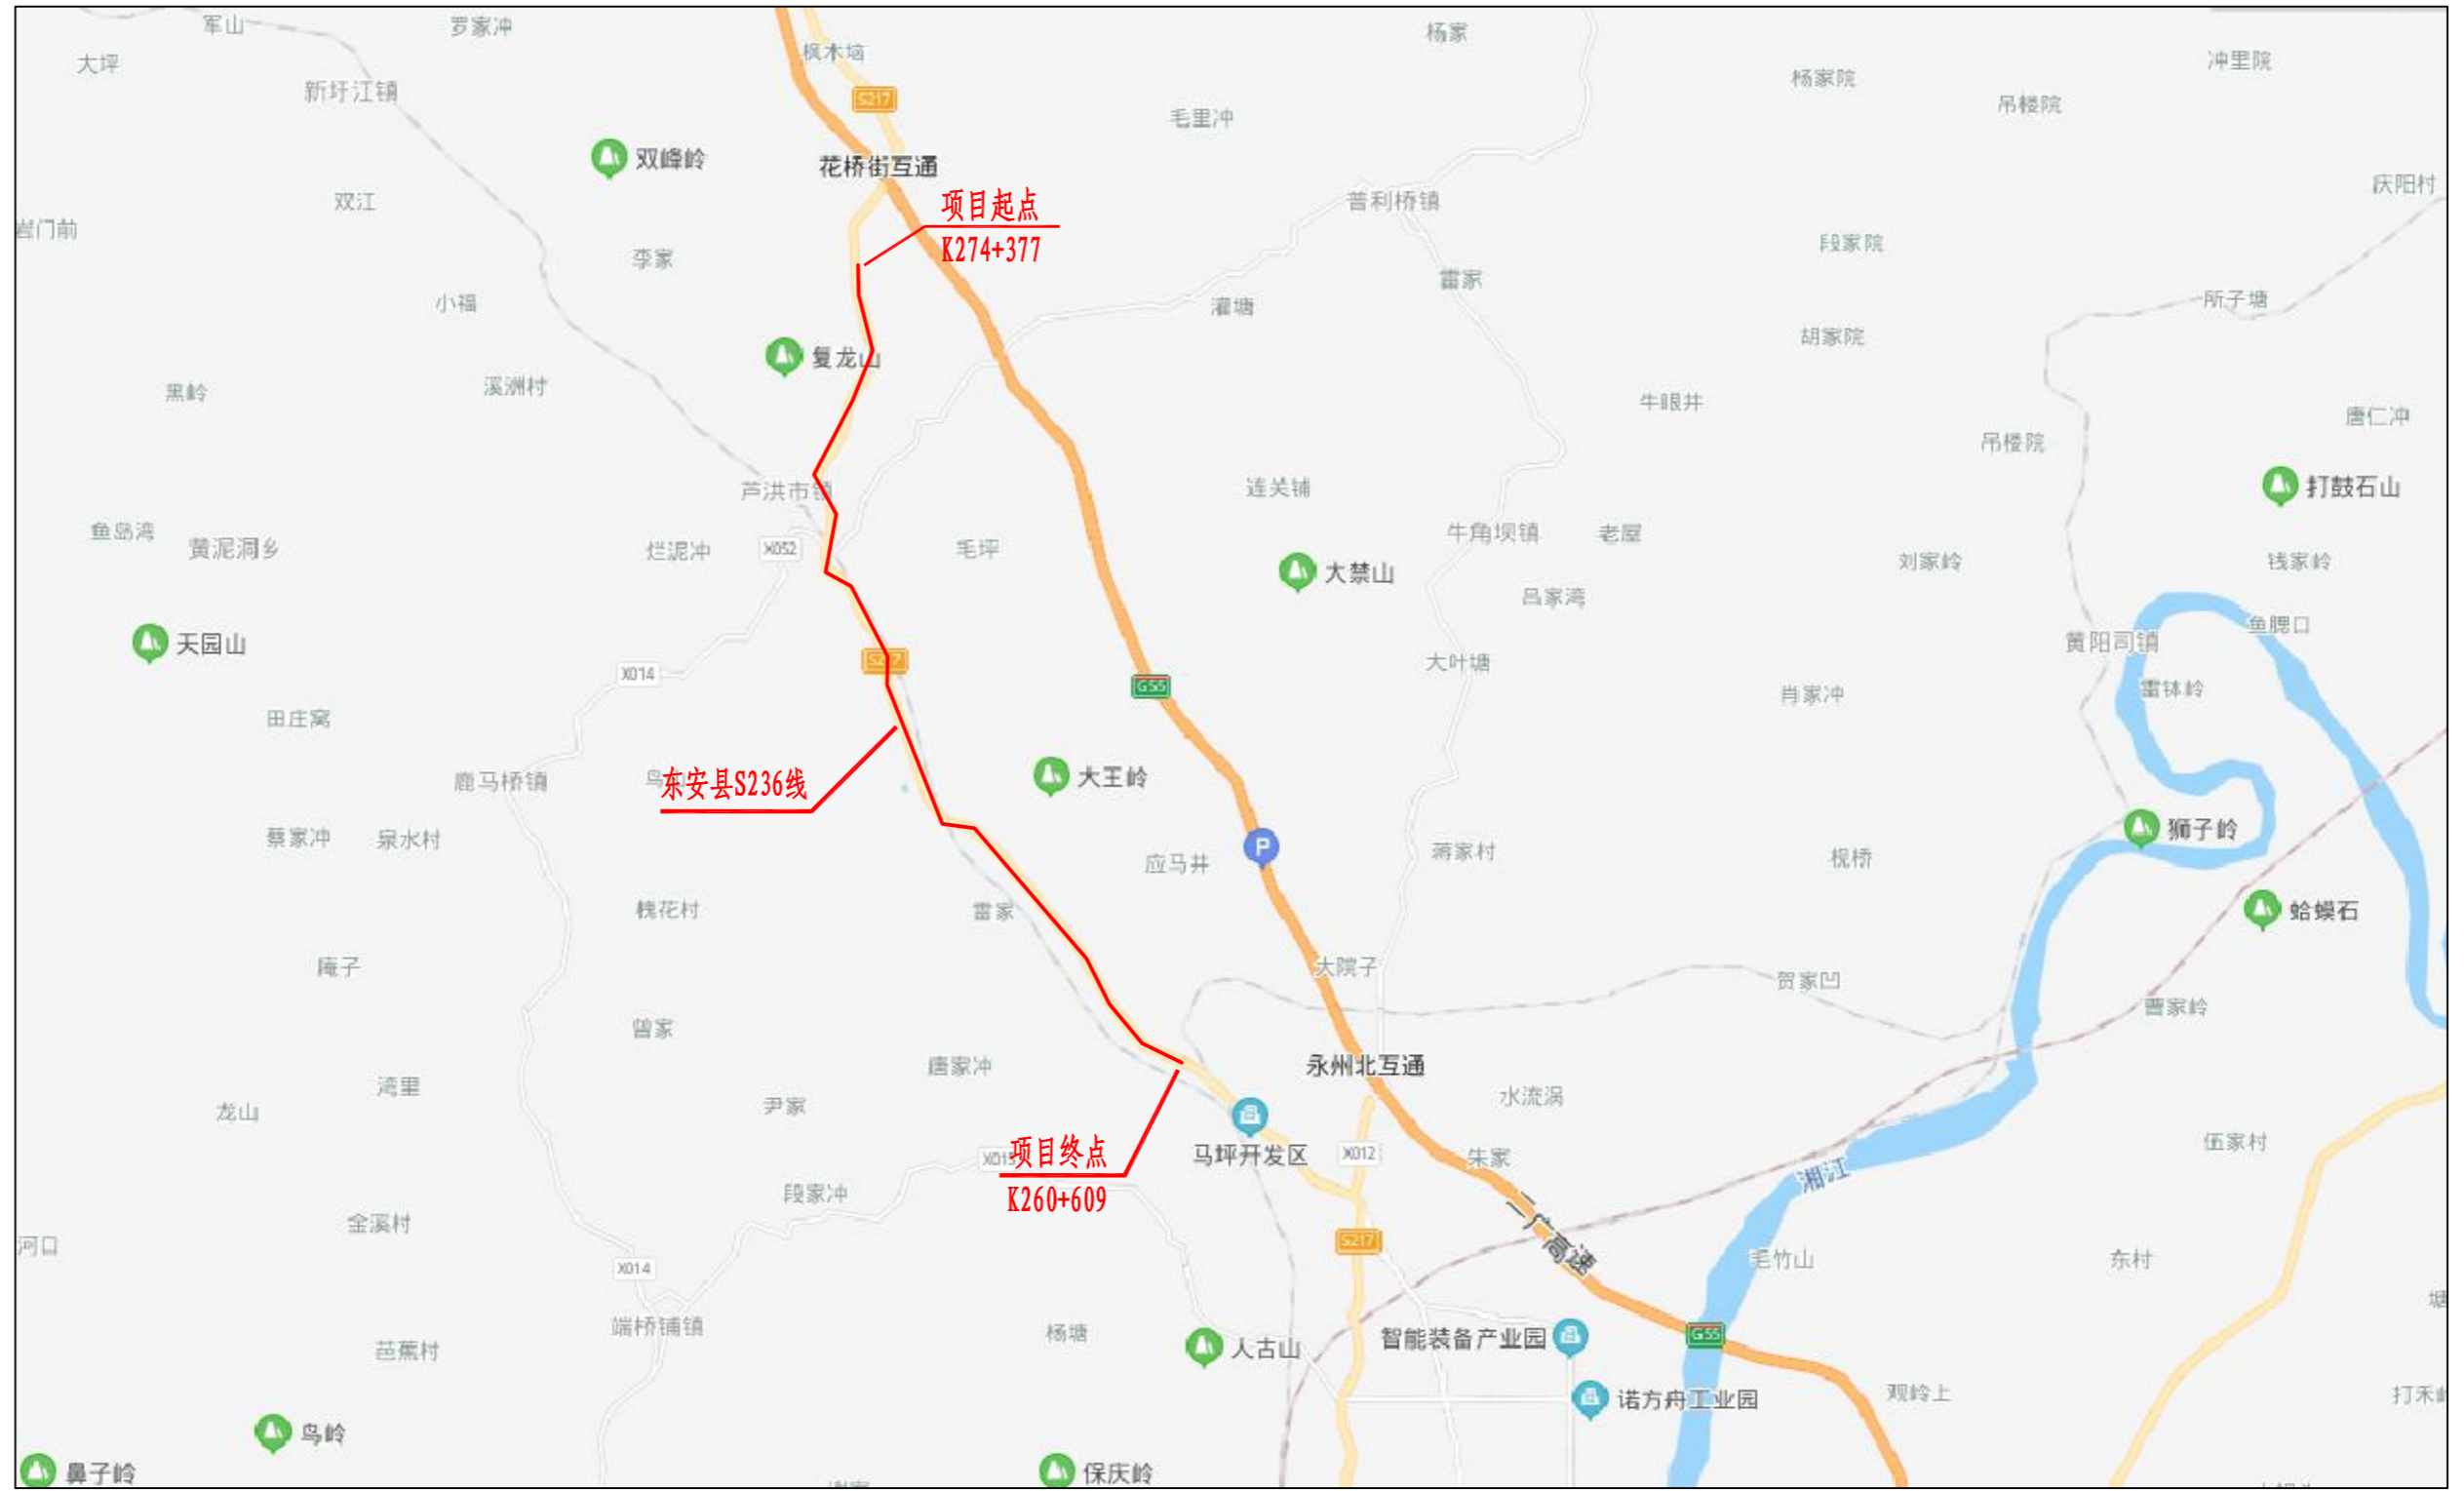 军山
罗家冲
杨家
枫木垴
大坪
冲里院
杨家院
新圩江镇
S217
吊楼院
毛里冲
双峰岭
花桥街互通
庆阳村
双江
普利桥镇
项目起点
岩门前
K274+377
段家院
李家
雷家
所子塘
小福
灌塘
胡家院
复龙山
溪洲村
黑岭
牛眼井
唐仁冲
吊楼院
芦洪市镇
连关铺
打鼓石山
鱼岛湾
黄泥洞乡
烂泥冲
X052
毛坪
牛角坝镇
老屋
刘家岭
钱家岭
大禁山
吕家湾
鱼腮口
天园山
黄阳司镇
S217
大叶塘
X014
G55
雷钵岭
肖家冲
田庄窝
鹿马桥镇
东安县S236线
大王岭
狮子岭
蔡家冲
泉水村
P
应马井
蒋家村
枧桥
槐花村
雷家
蛤蟆石
庵子
大院子
贺家凹
曹家岭
曾家
唐家冲
永州北互通
湾里
水流涡
龙山
尹家
项目终点
马坪开发区
X012
朱家
伍家村
湘江
段家冲
K260+609
金溪村
二广高速
河口
S217
毛竹山
东村
X014
塘
端桥铺镇
杨塘
人古山
智能装备产业园
G55
芭蕉村
诺方舟工业园
观岭上
打禾
鸟岭
鼻子岭
保庆岭